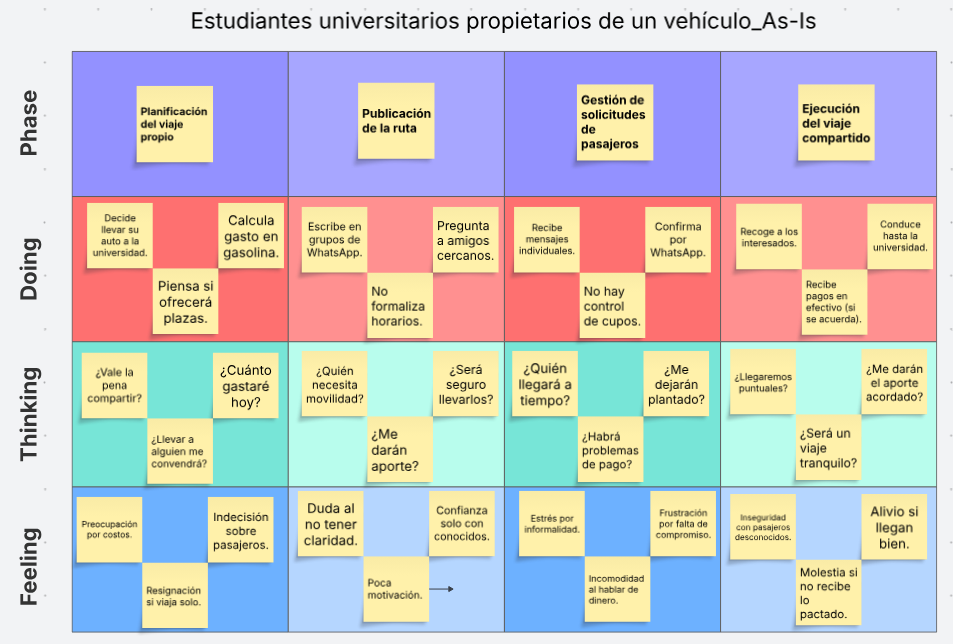 Estudiantes universitarios propietarios de un vehículo_As-Is
Phase
Planificación
del viaje
propio
Publicación
de la ruta
Gestión de
solicitudes
de
pasajeros
Ejecución
del viaje
compartido
Doing
Decide
llevar su
auto a la
universidad.
Calcula
gasto en
gasolina.
Piensa si
ofrecerá
plazas.
Escribe en
grupos de
WhatsApp.
Pregunta
a amigos
cercanos.
No
formaliza
horarios.
Recibe
mensajes
individuales.
Confirma
por
WhatsApp.
No hay
control
de cupos.
Recoge a los
interesados.
Conduce
hasta la
universidad.
Recibe
pagos en
efectivo (si
se acuerda).
Thinking
¿Vale la
pena
compartir?
¿Cuánto
gastaré
hoy?
¿Llevar a
alguien me
convendrá?
¿Quién
necesita
movilidad?
¿Será
seguro
llevarlos?
¿Me
darán
aporte?
¿Quién
llegará a
tiempo?
¿Me
dejarán
plantado?
¿Habrá
problemas
de pago?
¿Llegaremos
puntuales?
¿Me darán
el aporte
acordado?
¿Será un
viaje
tranquilo?
Feeling
Preocupación
por costos.
Indecisión
sobre
pasajeros.
Resignación
si viaja solo.
Duda al
no tener
claridad.
Confianza
solo con
conocidos.
Poca
motivación.
Estrés por
informalidad.
Frustración
por falta de
compromiso.
Incomodidad
al hablar de
dinero.
Inseguridad
con pasajeros
desconocidos.
Alivio si
llegan
bien.
Molestia si
no recibe
lo
pactado.